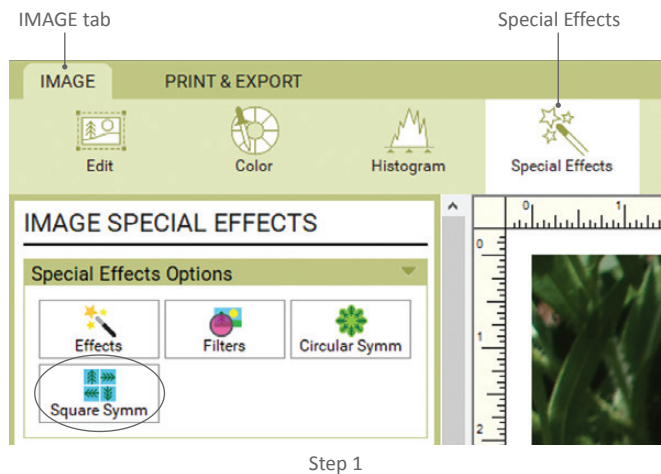 IMAGE tab
Special Effects
IMAGE
PRINT & EXPORT
Edit
Color
Histogram
Special Effects
IMAGE SPECIAL EFFECTS
Special Effects Options
Effects
Filters
Circular Symm
Square Symm
0
1
0
1
2
Step 1